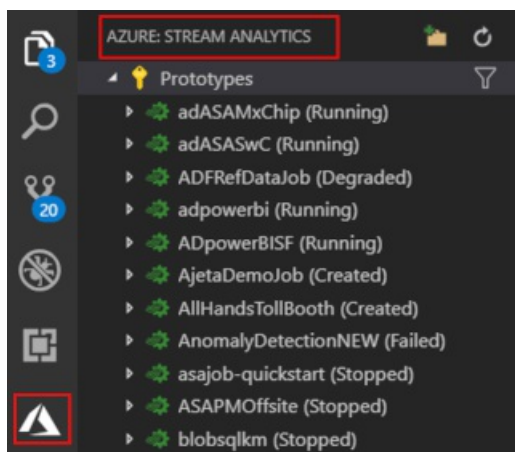 AZURE: STREAM ANALYTICS
3
Prototypes
adASAMxChip (Running)
adASASwC (Running)
ADFRefDataJob (Degraded)
20
adpowerbi (Running)
ADpowerBISF (Running)
AjetaDemoJob (Created)
AllHandsTollBooth (Created)
AnomalyDetectionNEW (Failed)
asajob-quickstart (Stopped)
ASAPMOffsite (Stopped)
blobsqlkm (Stopped)